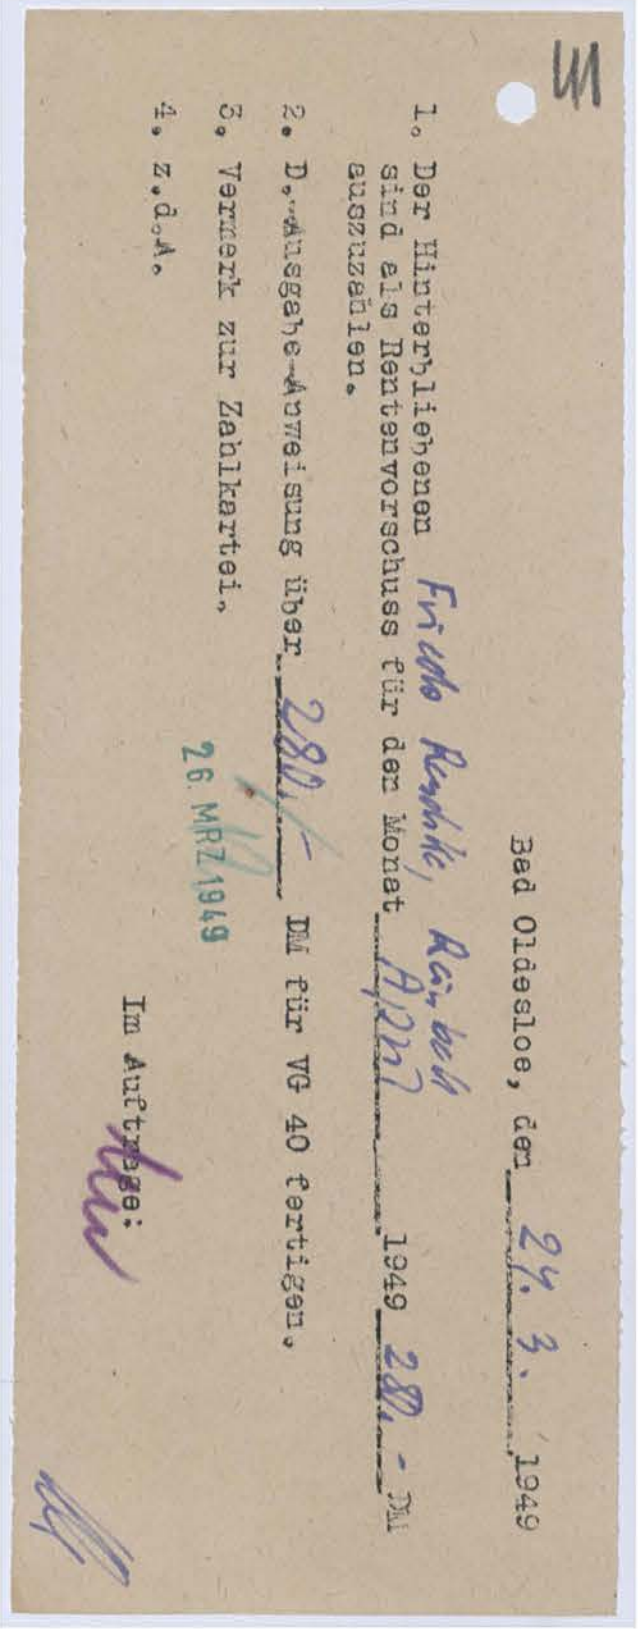 Bad Oldesloe, den 24. 3. 1949
1. Der Hinterbliebenen Frieda
sind als Rentenvorschuss für den Monat April 1949 280.- DM
auszuzahlen.
2. D.-Ausgabe-Anweisung über 280,- DM für VG 40 fertigen.
3. Vermerk zur Zahlkartei.
26. MRZ 1949
4. z.d.A.
Im Auftrage: